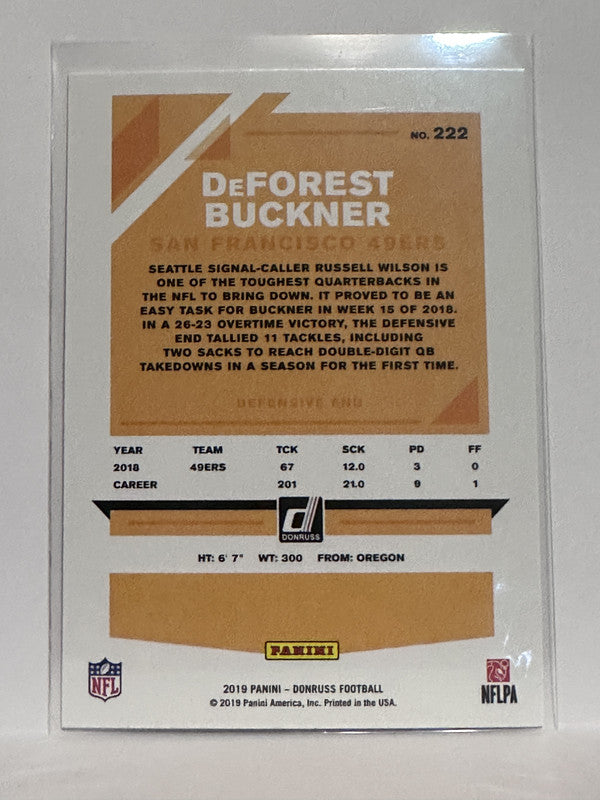 NO. 222
DeFOREST
BUCKNER
SAN FRANCISCO 49ERS
SEATTLE SIGNAL-CALLER RUSSELL WILSON IS
ONE OF THE TOUGHEST QUARTERBACKS IN
THE NFL TO BRING DOWN. IT PROVED TO BE AN
EASY TASK FOR BUCKNER IN WEEK 15 OF 2018.
IN A 26-23 OVERTIME VICTORY, THE DEFENSIVE
END TALLIED 11 TACKLES, INCLUDING
TWO SACKS TO REACH DOUBLE-DIGIT QB
TAKEDOWNS IN A SEASON FOR THE FIRST TIME.
DEFENSIVE END
YEAR TEAM TCK SCK PD FF
2018 49ERS 67 12.0 3 0
CAREER 201 21.0 9 1
DONRUSS
HT: 6' 7" WT: 300 FROM: OREGON
PANINI
NFL
NFLPA
2019 PANINI – DONRUSS FOOTBALL
© 2019 Panini America, Inc. Printed in the USA.